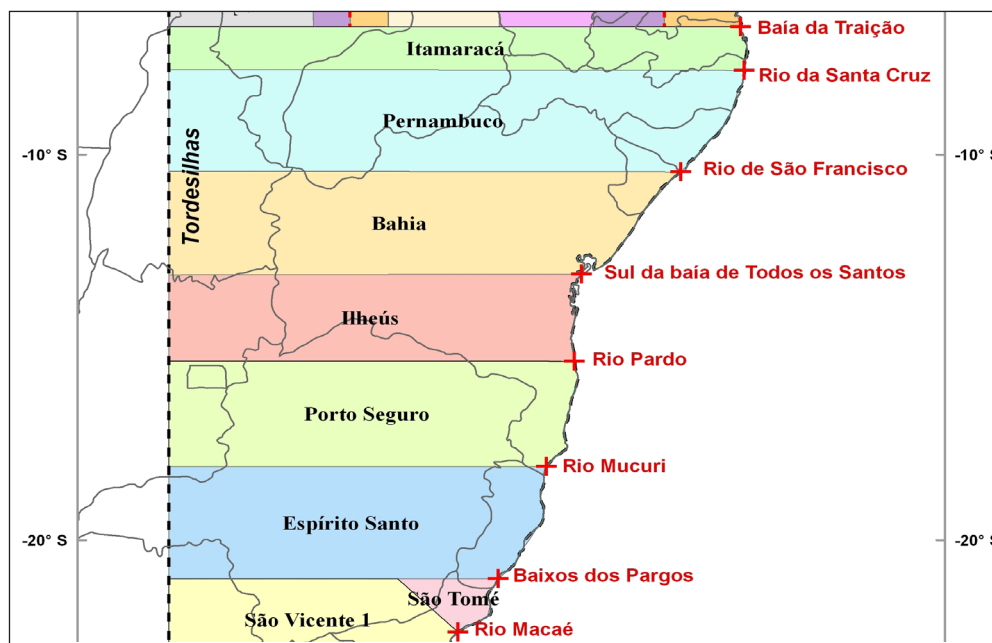 Baía da Traição
Itamaracá
Rio da Santa Cruz
Pernambuco
-10° S
-10° S
Rio de São Francisco
Tordesilhas
Bahia
Sul da baía de Todos os Santos
Ilheús
Rio Pardo
Porto Seguro
Rio Mucuri
Espírito Santo
-20° S
-20° S
Baixos dos Pargos
São Tomé
São Vicente 1
Rio Macaé